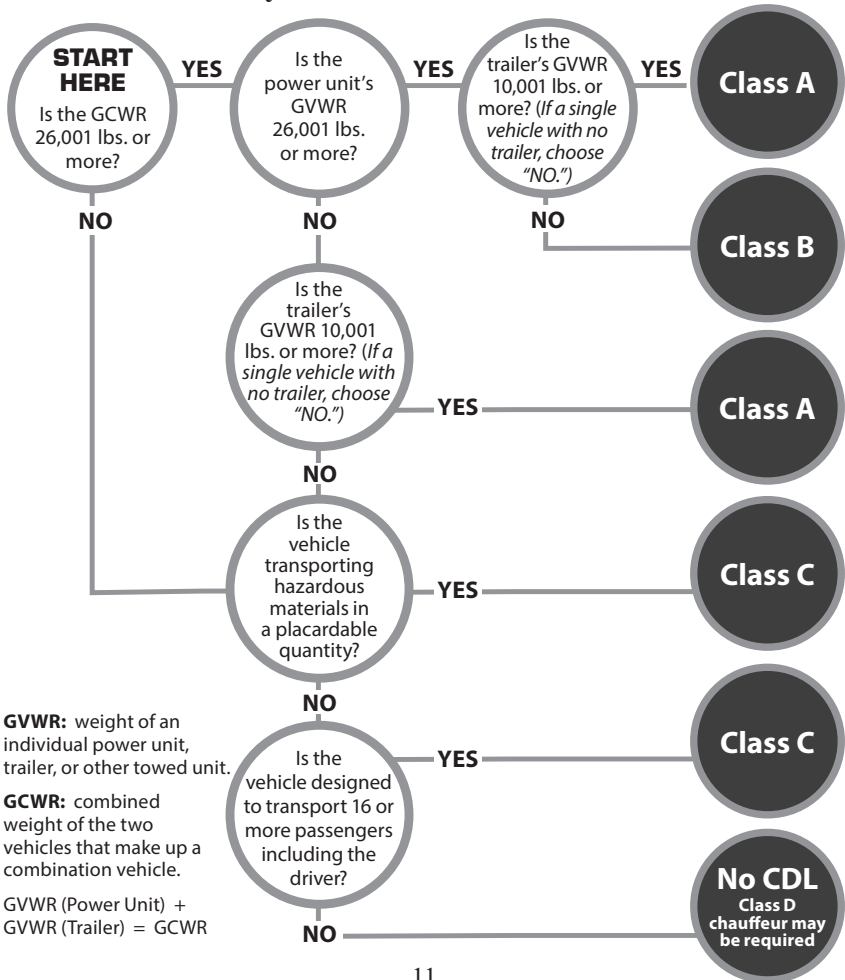 START
HERE
Is the GCWR
26,001 lbs. or
more?
YES
Is the
power unit's
GVWR
26,001 lbs.
or more?
YES
Is the
trailer's GVWR
10,001 lbs. or
more? (If a single
vehicle with no
trailer, choose
“NO.”)
YES
Class A
NO
NO
NO
Class B
Is the
trailer's
GVWR 10,001
lbs. or more? (If a
single vehicle with
no trailer, choose
“NO.”)
YES
Class A
NO
Is the
vehicle
transporting
hazardous
materials in
a placardable
quantity?
YES
Class C
NO
Is the
vehicle designed
to transport 16 or
more passengers
including the
driver?
YES
Class C
NO
No CDL
Class D
chauffeur may
be required
GVWR: weight of an
individual power unit,
trailer, or other towed unit.
GCWR: combined
weight of the two
vehicles that make up a
combination vehicle.
GVWR (Power Unit) +
GVWR (Trailer) = GCWR
11